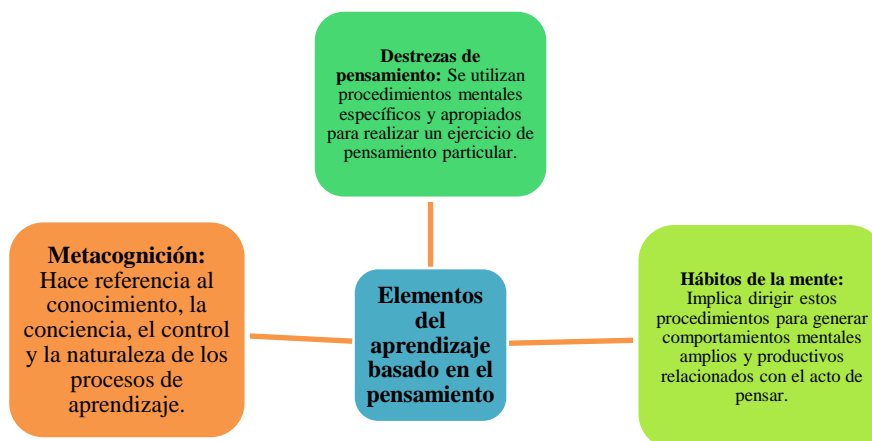 Destrezas de
pensamiento: Se utilizan
procedimientos mentales
específicos y apropiados
para realizar un ejercicio de
pensamiento particular.
Metacognición:
Hace referencia al
conocimiento, la
conciencia, el control
y la naturaleza de los
procesos de
aprendizaje.
Elementos
del
aprendizaje
basado en el
pensamiento
Hábitos de la mente:
Implica dirigir estos
procedimientos para generar
comportamientos mentales
amplios y productivos
relacionados con el acto de
pensar.